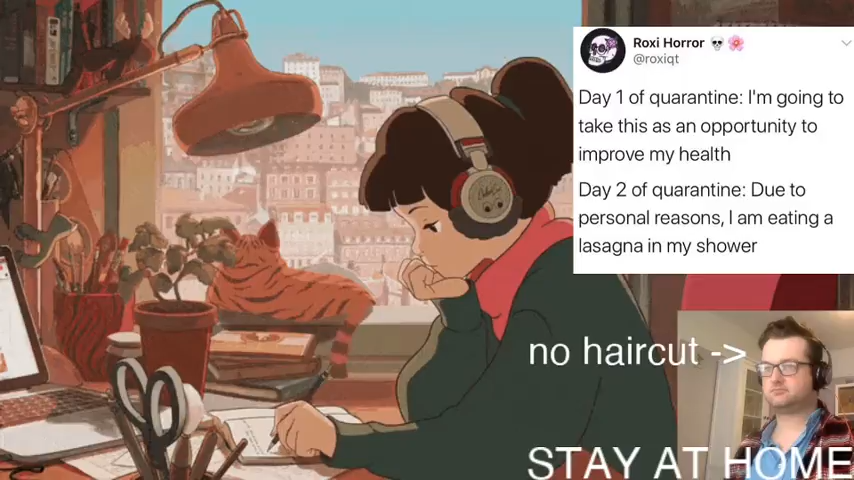 Roxi Horror 💀🌸
@roxiqt
Day 1 of quarantine: I'm going to
take this as an opportunity to
improve my health
Day 2 of quarantine: Due to
personal reasons, I am eating a
lasagna in my shower
no haircut ->
STAY AT HOME